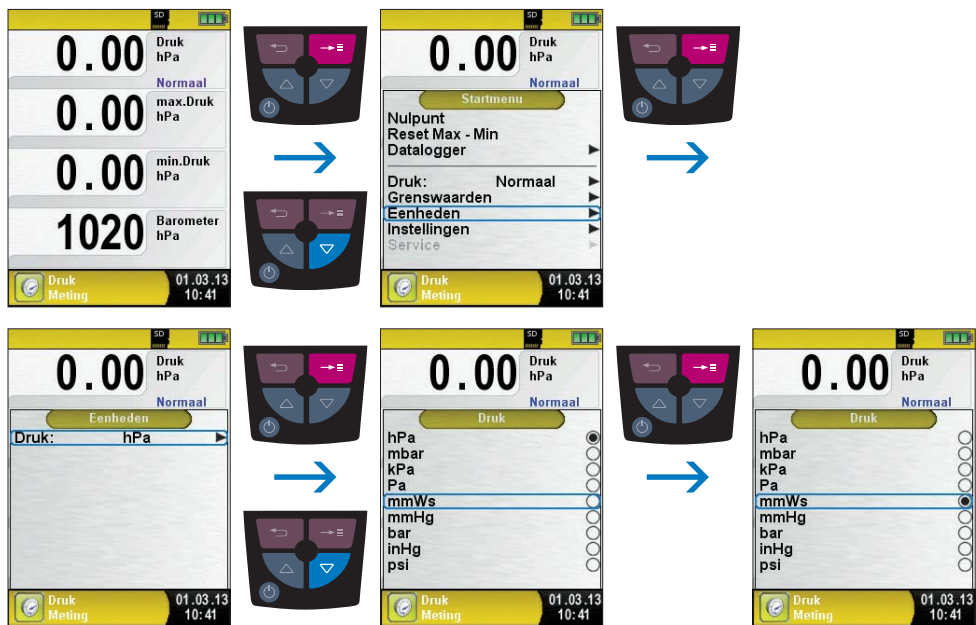 SD
0.00 Druk hPa
Normaal
0.00 max.Druk hPa
0.00 min.Druk hPa
1020 Barometer hPa
Druk Meting
01.03.13
10:41
SD
0.00 Druk hPa
Normaal
Startmenu
Nulpunt
Reset Max - Min
Datalogger
Druk: Normaal
Grenswaarden
Eenheden
Instellingen
Service
Druk Meting
01.03.13
10:41
SD
0.00 Druk hPa
Normaal
Eenheden
Druk: hPa
Druk Meting
01.03.13
10:41
SD
0.00 Druk hPa
Normaal
Druk
hPa
mbar
kPa
Pa
mmWs
mmHg
bar
inHg
psi
Druk Meting
01.03.13
10:41
SD
0.00 Druk hPa
Normaal
Druk
hPa
mbar
kPa
Pa
mmWs
mmHg
bar
inHg
psi
Druk Meting
01.03.13
10:41